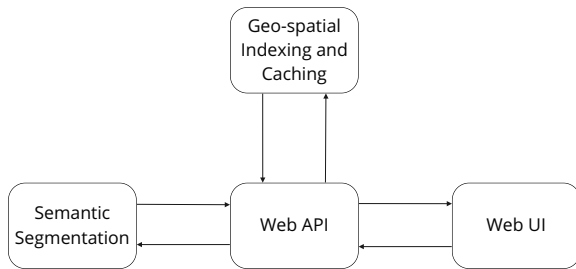 Geo-spatial
Indexing and
Caching
Semantic
Segmentation
Web API
Web UI